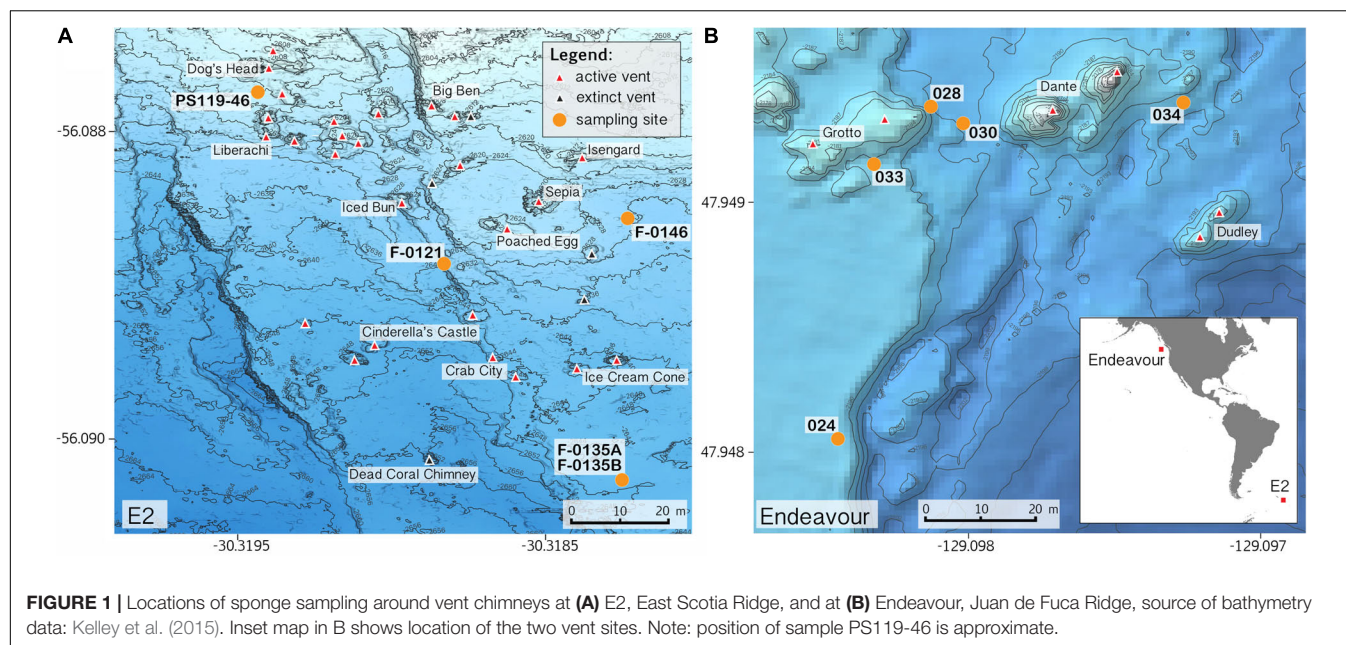 A
Legend:
active vent
extinct vent
sampling site
Dog's Head
PS119-46
Big Ben
-56.088
Liberachi
Isengard
Iced Bun
Sepia
F-0146
Poached Egg
F-0121
Cinderella's Castle
Crab City
Ice Cream Cone
-56.090
F-0135A
F-0135B
Dead Coral Chimney
E2
0 10 20 m
-30.3195 -30.3185
B
028
Dante
034
030
Grotto
033
47.949
Dudley
Endeavour
024
47.948
E2
Endeavour
0 10 20 m
-129.098 -129.097
FIGURE 1 | Locations of sponge sampling around vent chimneys at (A) E2, East Scotia Ridge, and at (B) Endeavour, Juan de Fuca Ridge, source of bathymetry
data: Kelley et al. (2015). Inset map in B shows location of the two vent sites. Note: position of sample PS119-46 is approximate.